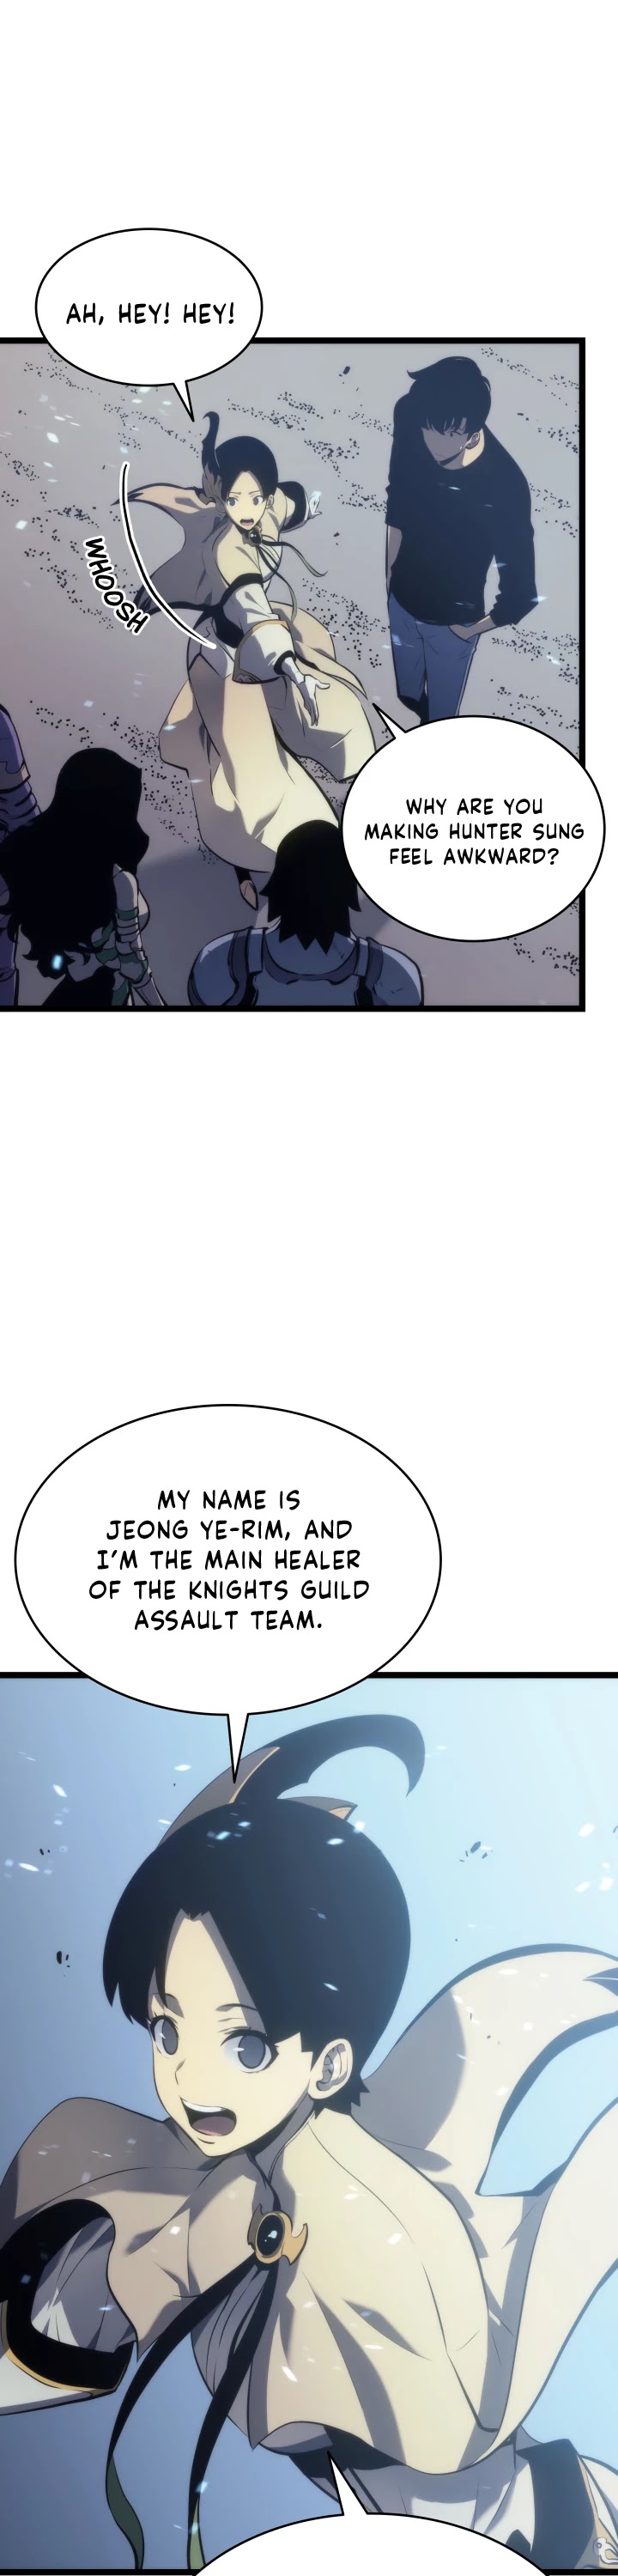 AH, HEY! HEY!
WHOOSH
WHY ARE YOU
MAKING HUNTER SUNG
FEEL AWKWARD?
MY NAME IS
JEONG YE-RIM, AND
I'M THE MAIN HEALER
OF THE KNIGHTS GUILD
ASSAULT TEAM.